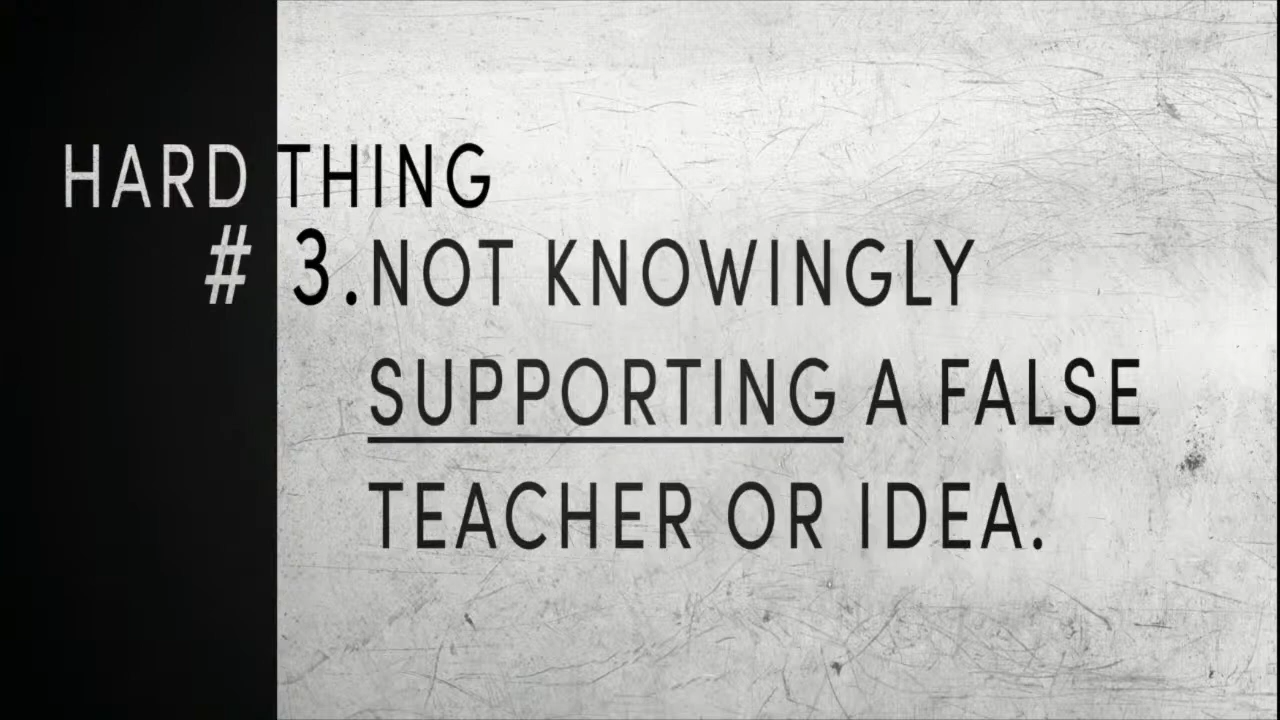 HARD THING
# 3. NOT KNOWINGLY
SUPPORTING A FALSE
TEACHER OR IDEA.